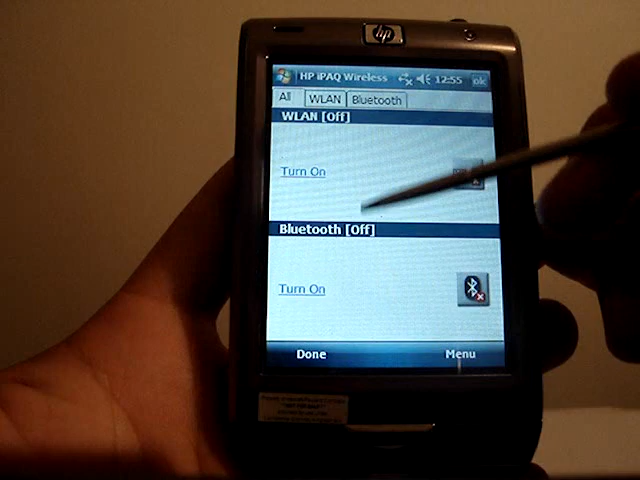 hp
HP iPAQ Wireless 12:55 ok
All WLAN Bluetooth
WLAN [Off]
Turn On
Bluetooth [Off]
Turn On
Done Menu